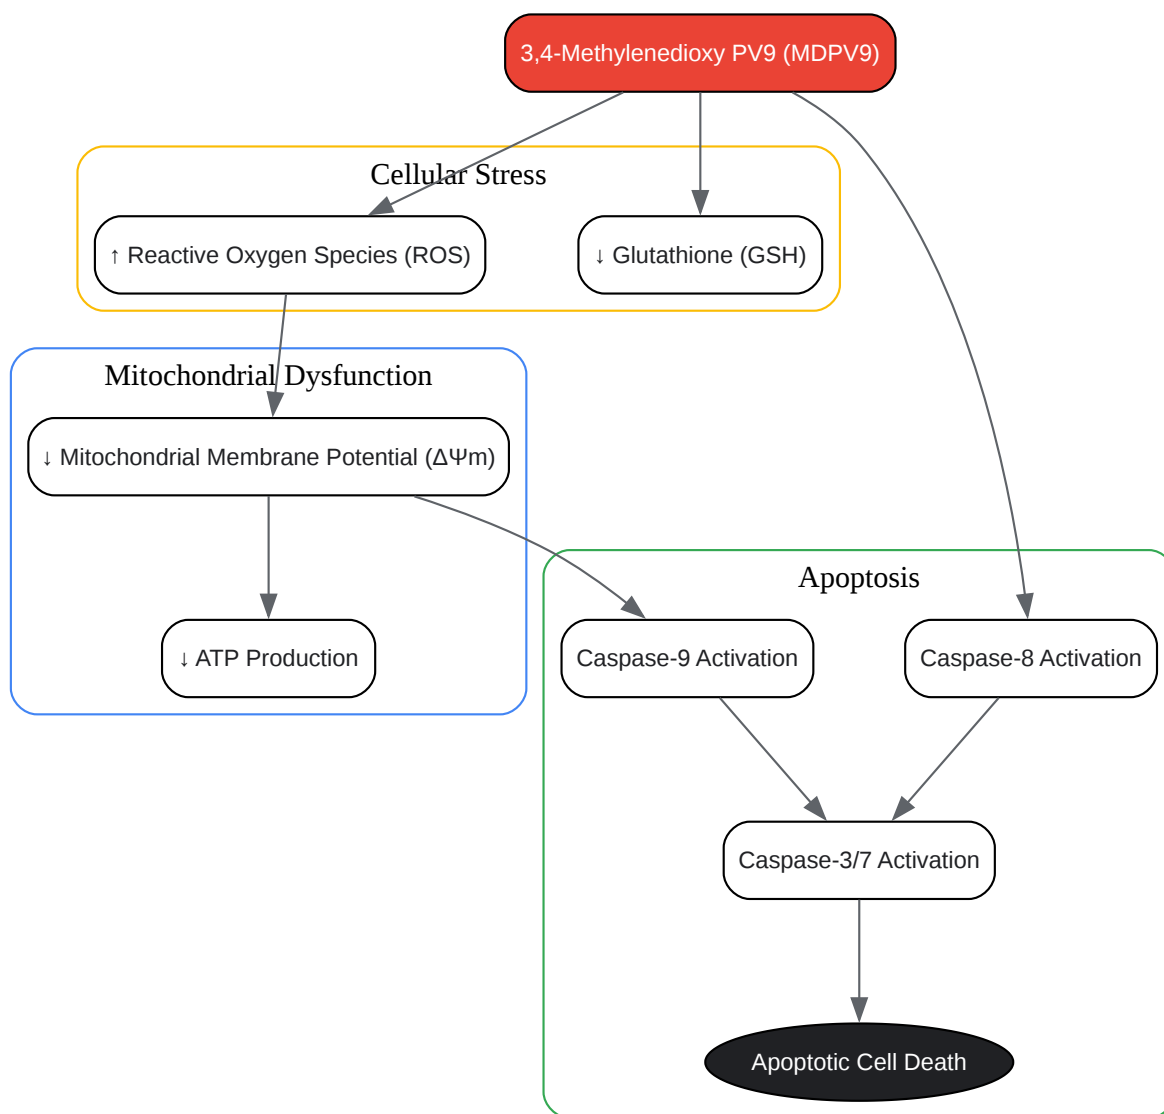 3,4-Methylenedioxy PV9 (MDPV9)
Cellular Stress
↑ Reactive Oxygen Species (ROS)
↓ Glutathione (GSH)
Mitochondrial Dysfunction
↓ Mitochondrial Membrane Potential (ΔΨm)
↓ ATP Production
Apoptosis
Caspase-9 Activation
Caspase-8 Activation
Caspase-3/7 Activation
Apoptotic Cell Death